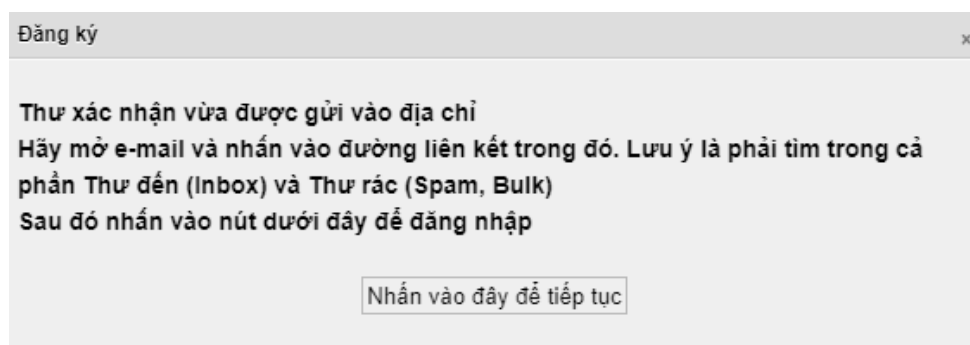 Đăng ký
×
Thư xác nhận vừa được gửi vào địa chỉ
Hãy mở e-mail và nhấn vào đường liên kết trong đó. Lưu ý là phải tìm trong cả
phần Thư đến (Inbox) và Thư rác (Spam, Bulk)
Sau đó nhấn vào nút dưới đây để đăng nhập
Nhấn vào đây để tiếp tục